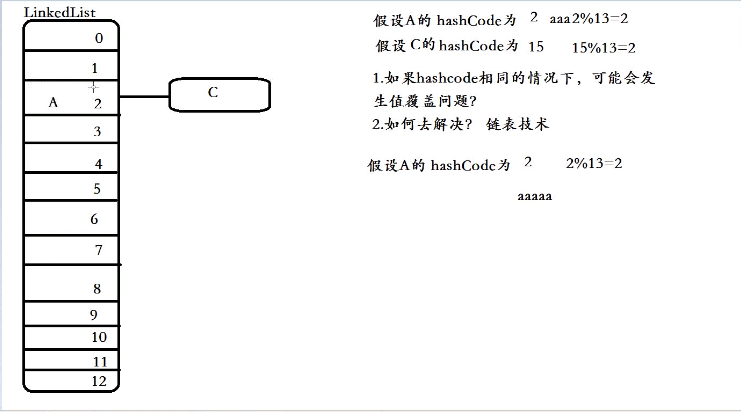 LinkedList
0
1
A 2
C
3
4
5
6
7
8
9
10
11
12
假设A的 hashCode为 2 aaa2%13=2
假设 C的 hashCode为 15 15%13=2
1.如果hashcode相同的情况下，可能会发
生值覆盖问题?
2.如何去解决? 链表技术
假设A的 hashCode为 2 2%13=2
aaaaa